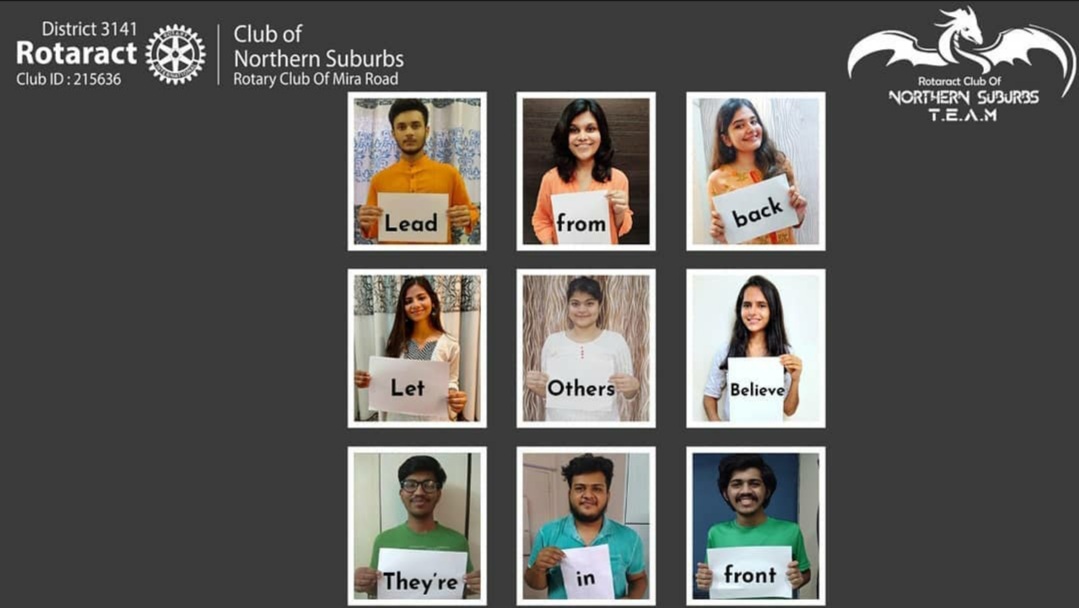 District 3141
Rotaract
Club ID : 215636
Club of
Northern Suburbs
Rotary Club Of Mira Road
Rotaract Club Of
NORTHERN SUBURBS
T.E.A.M
Lead
from
back
Let
Others
Believe
They're
in
front